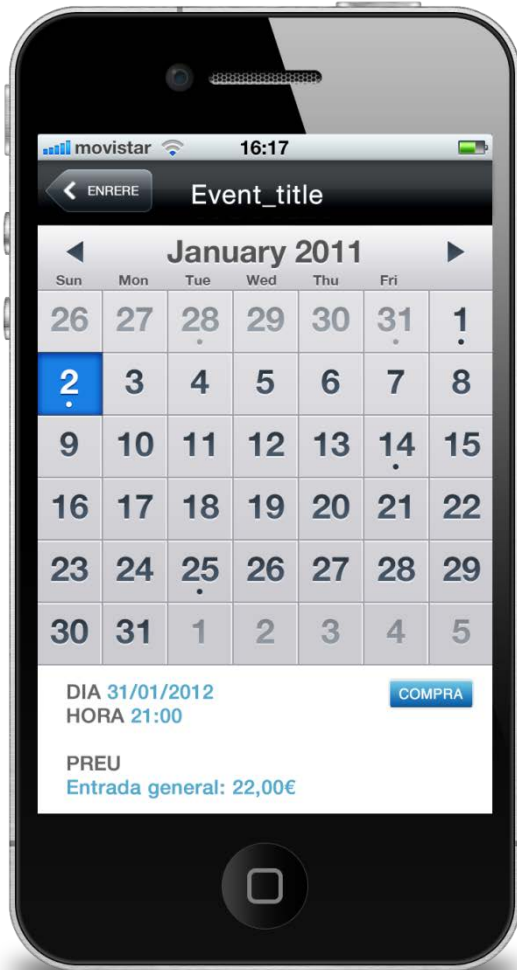 movistar 16:17
ENRERE Event_title
January 2011
Sun Mon Tue Wed Thu Fri
26 27 28 29 30 31 1
2 3 4 5 6 7 8
9 10 11 12 13 14 15
16 17 18 19 20 21 22
23 24 25 26 27 28 29
30 31 1 2 3 4 5
DIA 31/01/2012 COMPRA
HORA 21:00
PREU
Entrada general: 22,00€